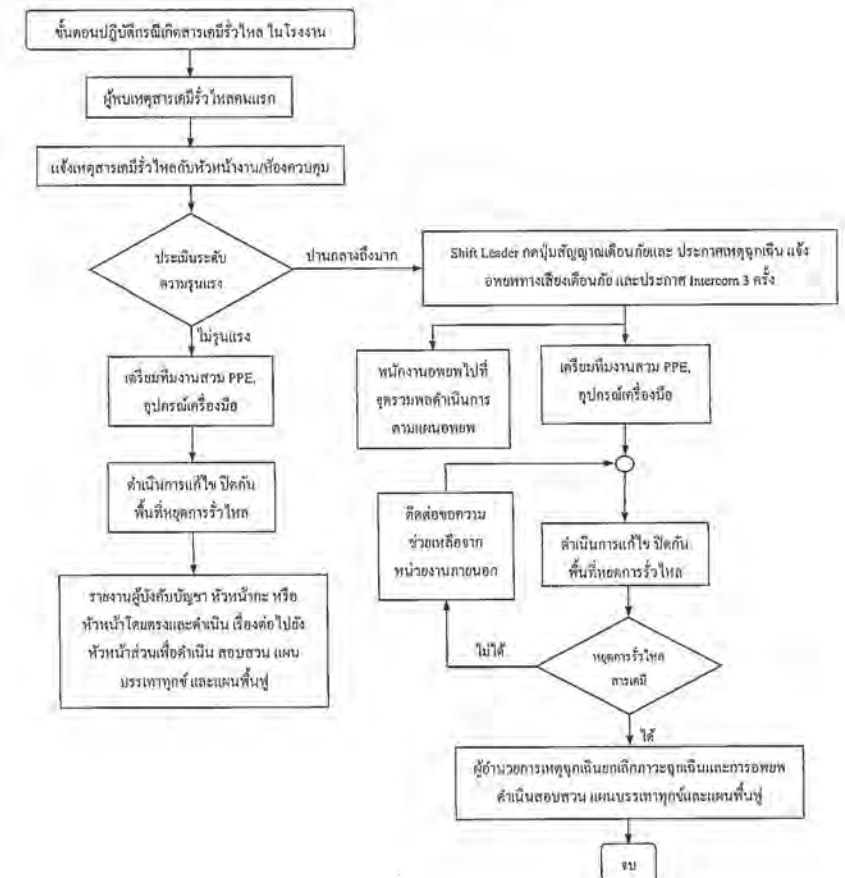 ขั้นตอนปฏิบัติกรณีเกิดสารเคมีรั่วไหล ในโรงงาน
ผู้พบเหตุสารเคมีรั่วไหลคนแรก
แจ้งเหตุสารเคมีรั่วไหลกับหัวหน้างาน/ห้องควบคุม
ประเมินระดับ
ความรุนแรง
ปานกลางถึงมาก
Shift Leader กดปุ่มสัญญาณเตือนภัยและ ประกาศเหตุฉุกเฉิน แจ้ง
อพยพทางเสียงเตือนภัย และประกาศ Intercom 3 ครั้ง
ไม่รุนแรง
เตรียมทีมงานสวม PPE,
อุปกรณ์เครื่องมือ
ดำเนินการแก้ไข ปิดกั้น
พื้นที่หยุดการรั่วไหล
รายงานผู้บังคับบัญชา หัวหน้ากะ หรือ
หัวหน้าโดยตรงและดำเนิน เรื่องต่อไปยัง
หัวหน้าส่วนเพื่อดำเนิน สอบสวน แผน
บรรเทาทุกข์ และแผนฟื้นฟู
พนักงานอพยพไปที่
จุดรวมพลดำเนินการ
ตามแผนอพยพ
เตรียมทีมงานสวม PPE,
อุปกรณ์เครื่องมือ
ติดต่อขอความ
ช่วยเหลือจาก
หน่วยงานภายนอก
ดำเนินการแก้ไข ปิดกั้น
พื้นที่หยุดการรั่วไหล
ไม่ได้
หยุดการรั่วไหล
สารเคมี
ได้
ผู้อำนวยการเหตุฉุกเฉินยกเลิกภาวะฉุกเฉินและการอพยพ
ดำเนินสอบสวน แผนบรรเทาทุกข์และแผนฟื้นฟู
จบ